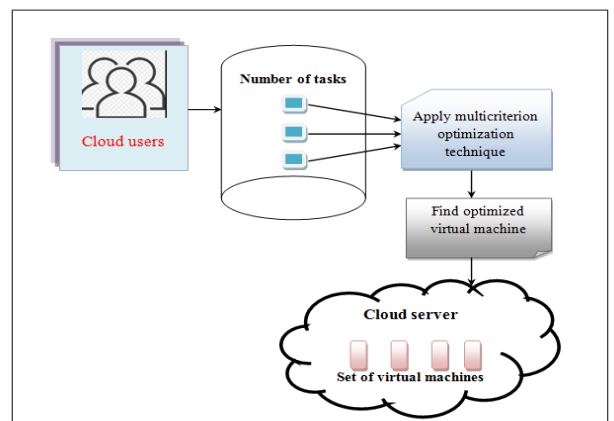 Cloud users
Number of tasks
Apply multicriterion
optimization
technique
Find optimized
virtual machine
Cloud server
Set of virtual machines